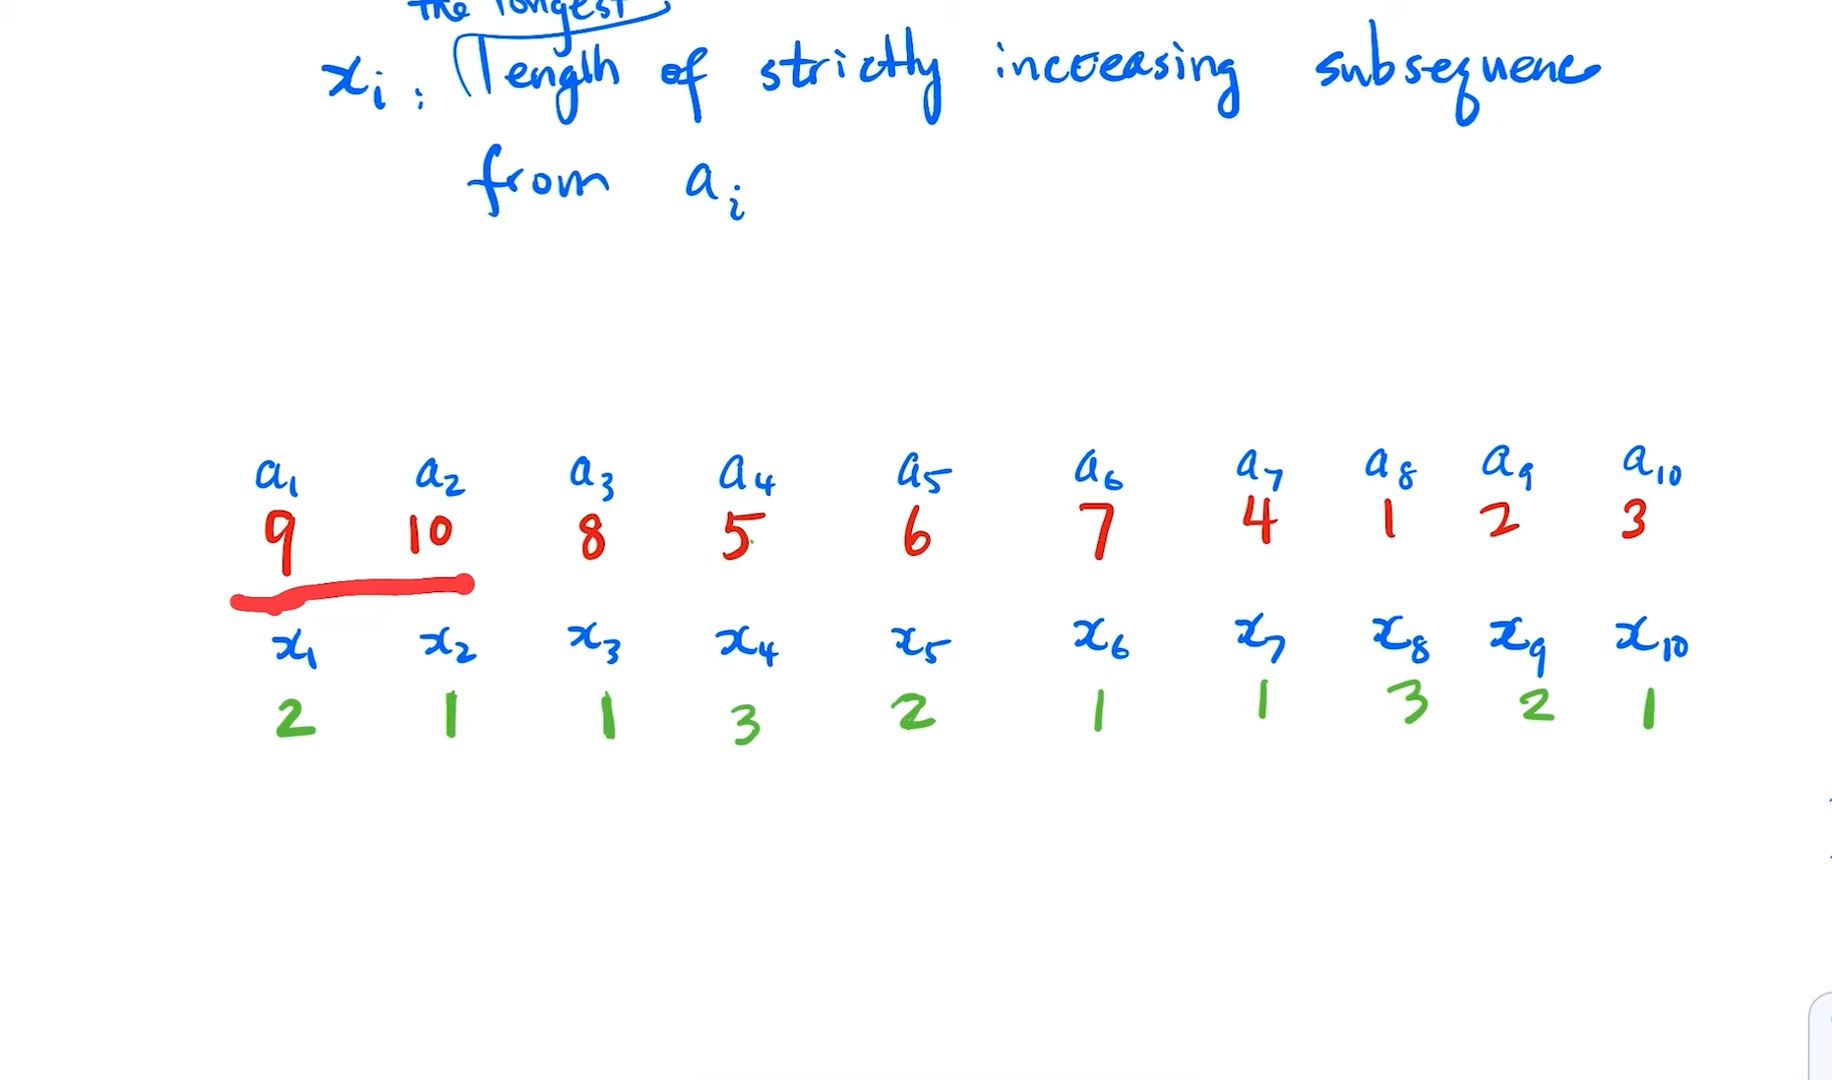 the longest
xᵢ : length of strictly increasing subsequence
from aᵢ
a₁ a₂ a₃ a₄ a₅ a₆ a₇ a₈ a₉ a₁₀
9 10 8 5 6 7 4 1 2 3
x₁ x₂ x₃ x₄ x₅ x₆ x₇ x₈ x₉ x₁₀
2 1 1 3 2 1 1 3 2 1